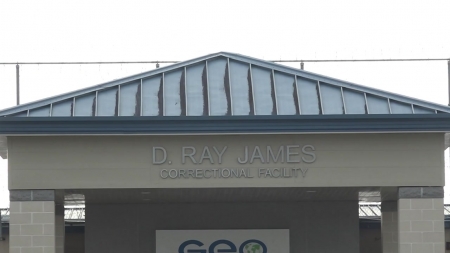 D. RAY JAMES
CORRECTIONAL FACILITY
GEO